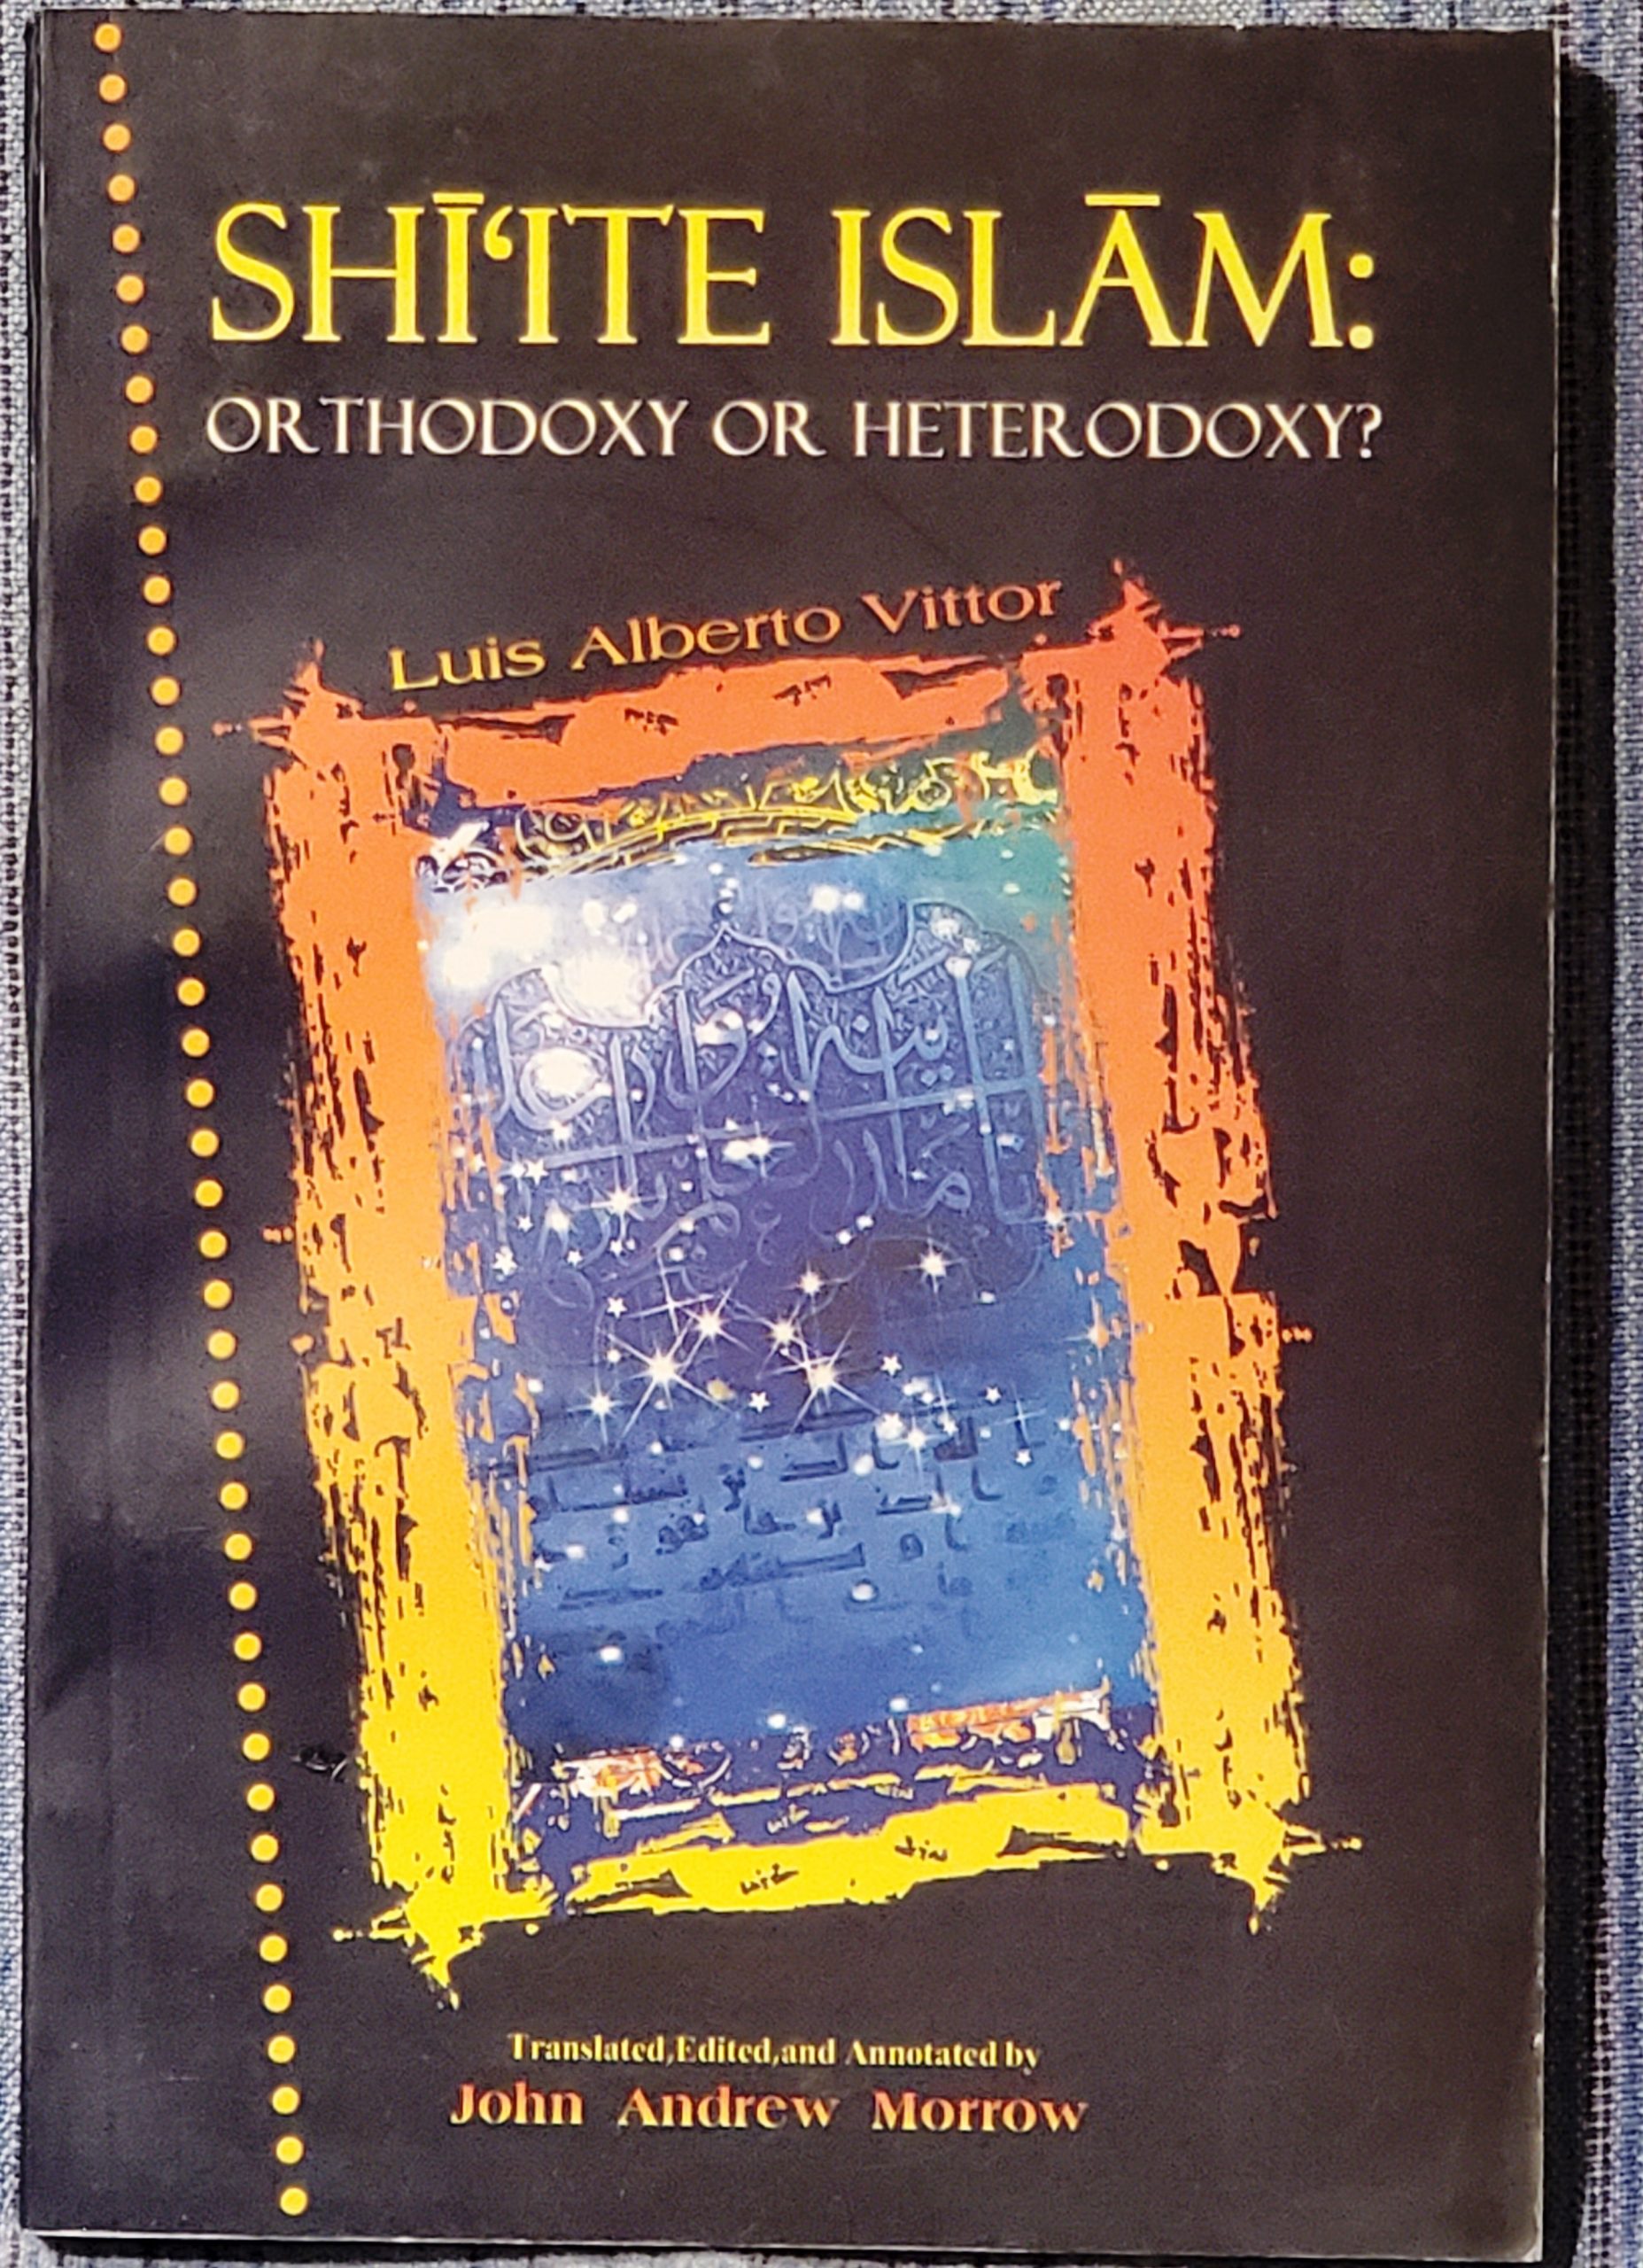 SHĪ‘ITE ISLĀM:
ORTHODOXY OR HETERODOXY?
Luis Alberto Vittor
Translated,Edited,and Annotated by
John Andrew Morrow